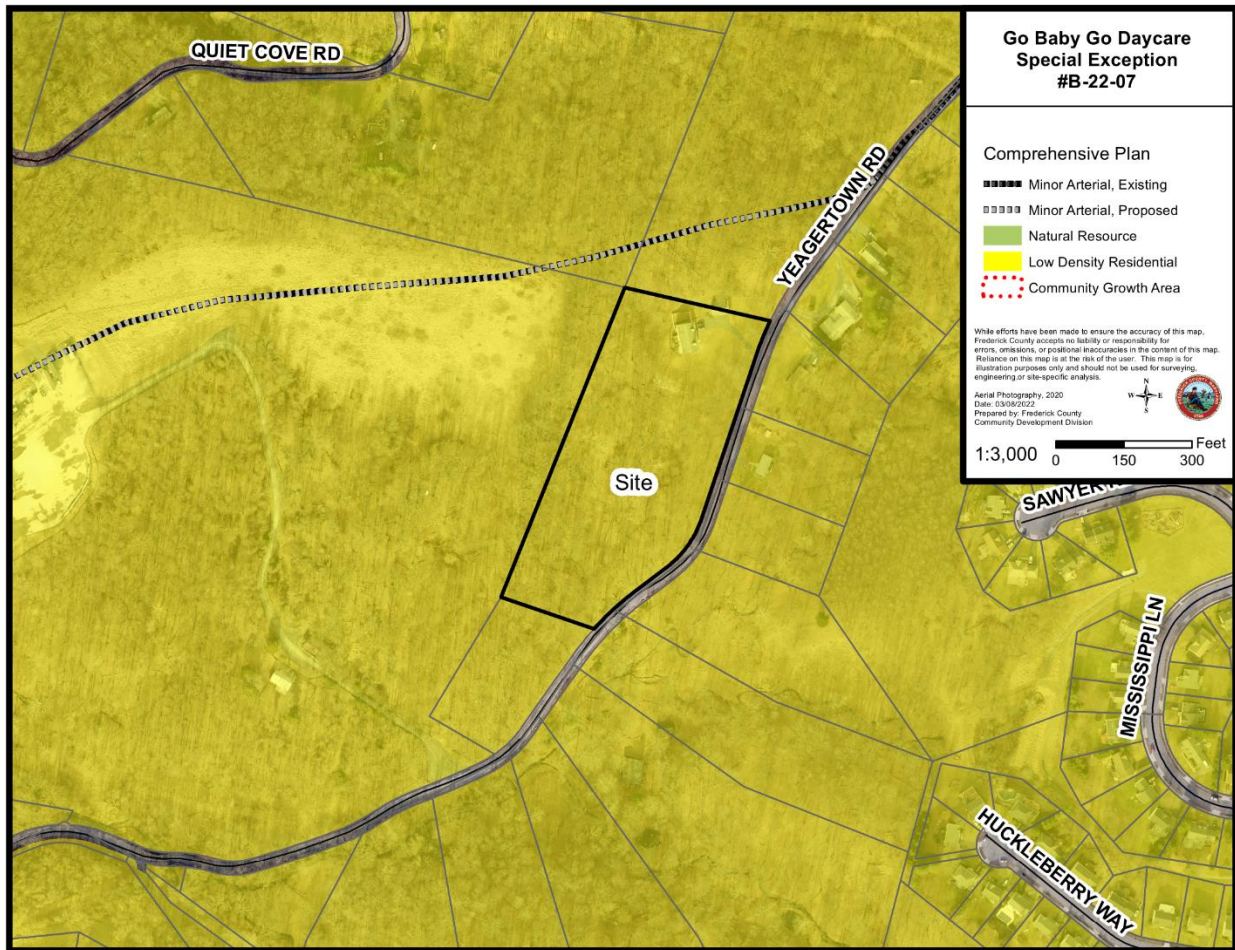 Go Baby Go Daycare
Special Exception
#B-22-07
Comprehensive Plan
Minor Arterial, Existing
Minor Arterial, Proposed
Natural Resource
Low Density Residential
Community Growth Area
While efforts have been made to ensure the accuracy of this map,
Frederick County accepts no liability or responsibility for
errors, omissions, or positional inaccuracies in the content of this map.
Reliance on this map is at the risk of the user. This map is for
illustration purposes only and should not be used for surveying,
engineering,or site-specific analysis.
Aerial Photography, 2020
Date: 03/08/2022
Prepared by: Frederick County
Community Development Division
N
W E
S
1:3,000
Feet
0 150 300
QUIET COVE RD
YEAGERTOWN RD
Site
SAWYER
MISSISSIPPI LN
HUCKLEBERRY WAY